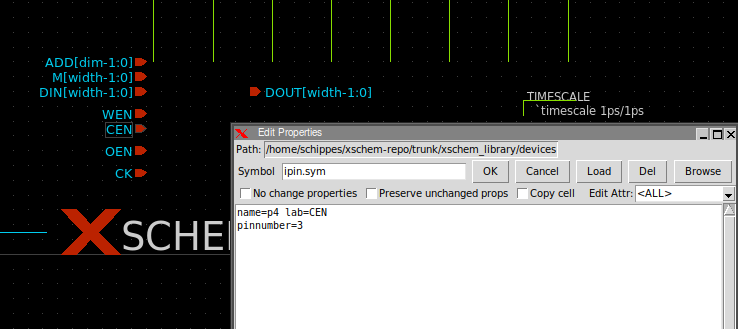 ADD[dim-1:0]
M[width-1:0]
DIN[width-1:0]
DOUT[width-1:0]
WEN
CEN
OEN
CK
TIMESCALE
`timescale 1ps/1ps
XSCHEM
Edit Properties
Path: /home/schippes/xschem-repo/trunk/xschem_library/devices
Symbol ipin.sym OK Cancel Load Del Browse
No change properties Preserve unchanged props Copy cell Edit Attr: <ALL>
name=p4 lab=CEN
pinnumber=3